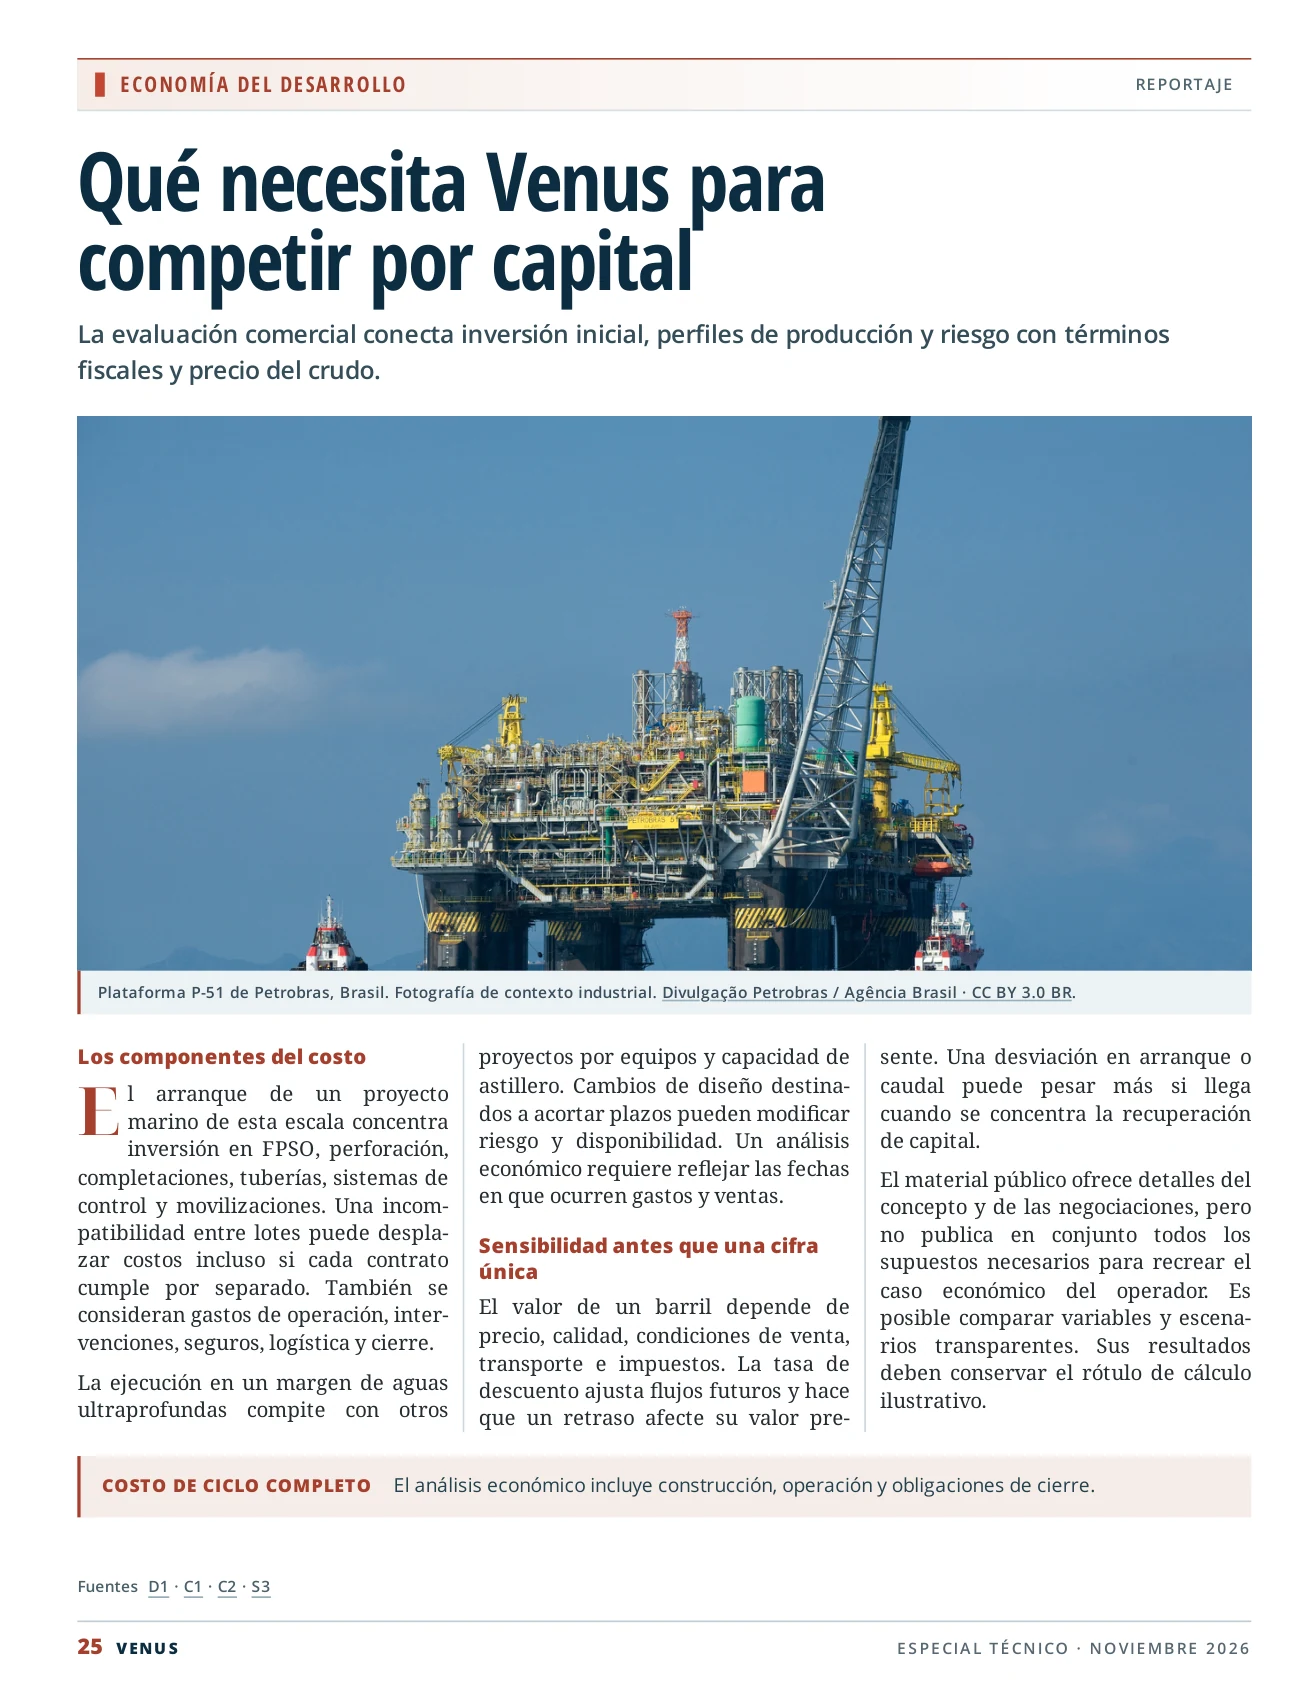 ECONOMÍA DEL DESARROLLO
REPORTAJE
Qué necesita Venus para
competir por capital
La evaluación comercial conecta inversión inicial, perfiles de producción y riesgo con términos
fiscales y precio del crudo.
PETROBRAS 51
Plataforma P-51 de Petrobras, Brasil. Fotografía de contexto industrial. Divulgação Petrobras / Agência Brasil · CC BY 3.0 BR.
Los componentes del costo
El arranque de un proyecto
marino de esta escala concentra
inversión en FPSO, perforación,
completaciones, tuberías, sistemas de
control y movilizaciones. Una incom-
patibilidad entre lotes puede despla-
zar costos incluso si cada contrato
cumple por separado. También se
consideran gastos de operación, inter-
venciones, seguros, logística y cierre.
La ejecución en un margen de aguas
ultraprofundas compite con otros
proyectos por equipos y capacidad de
astillero. Cambios de diseño destina-
dos a acortar plazos pueden modificar
riesgo y disponibilidad. Un análisis
económico requiere reflejar las fechas
en que ocurren gastos y ventas.
Sensibilidad antes que una cifra
única
El valor de un barril depende de
precio, calidad, condiciones de venta,
transporte e impuestos. La tasa de
descuento ajusta flujos futuros y hace
que un retraso afecte su valor pre-
sente. Una desviación en arranque o
caudal puede pesar más si llega
cuando se concentra la recuperación
de capital.
El material público ofrece detalles del
concepto y de las negociaciones, pero
no publica en conjunto todos los
supuestos necesarios para recrear el
caso económico del operador. Es
posible comparar variables y escena-
rios transparentes. Sus resultados
deben conservar el rótulo de cálculo
ilustrativo.
COSTO DE CICLO COMPLETO El análisis económico incluye construcción, operación y obligaciones de cierre.
Fuentes D1 · C1 · C2 · S3
25 VENUS
ESPECIAL TÉCNICO · NOVIEMBRE 2026